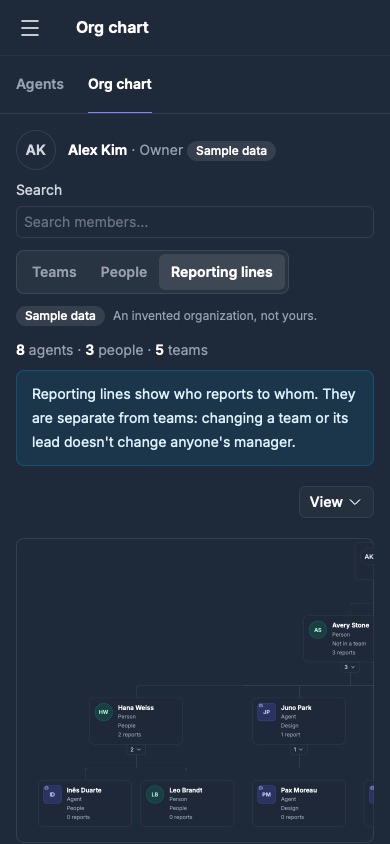 Org chart
Agents Org chart
AK Alex Kim · Owner Sample data
Search
Search members...
Teams People Reporting lines
Sample data An invented organization, not yours.
8 agents · 3 people · 5 teams
Reporting lines show who reports to whom. They
are separate from teams: changing a team or its
lead doesn't change anyone's manager.
View
AK
AS
Avery Stone
Person
Not in a team
3 reports
3
HW
Hana Weiss
Person
People
2 reports
2
JP
Juno Park
Agent
Design
1 report
1
ID
Inês Duarte
Agent
People
0 reports
LB
Leo Brandt
Person
People
0 reports
PM
Pax Moreau
Agent
Design
0 reports